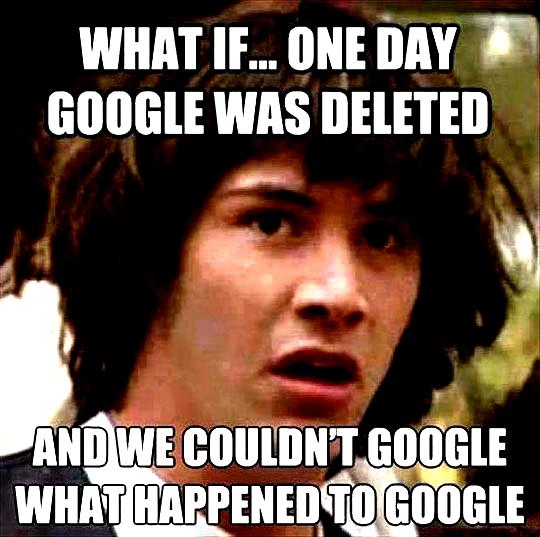 WHAT IF... ONE DAY
GOOGLE WAS DELETED
AND WE COULDN'T GOOGLE
WHAT HAPPENED TO GOOGLE